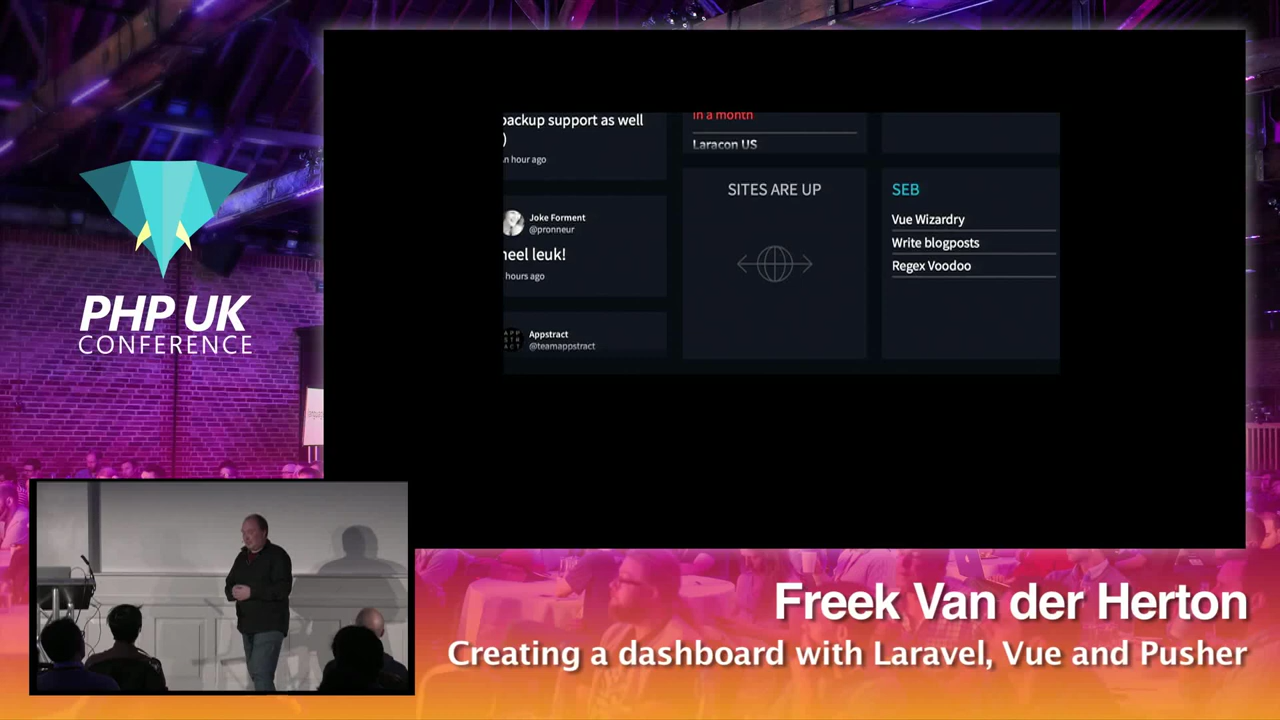 PHP UK
CONFERENCE
backup support as well
)
n hour ago
Joke Forment
@pronneur
heel leuk!
hours ago
Appstract
@teamappstract
in a month
Laracon US
SITES ARE UP
SEB
Vue Wizardry
Write blogposts
Regex Voodoo
Freek Van der Herton
Creating a dashboard with Laravel, Vue and Pusher